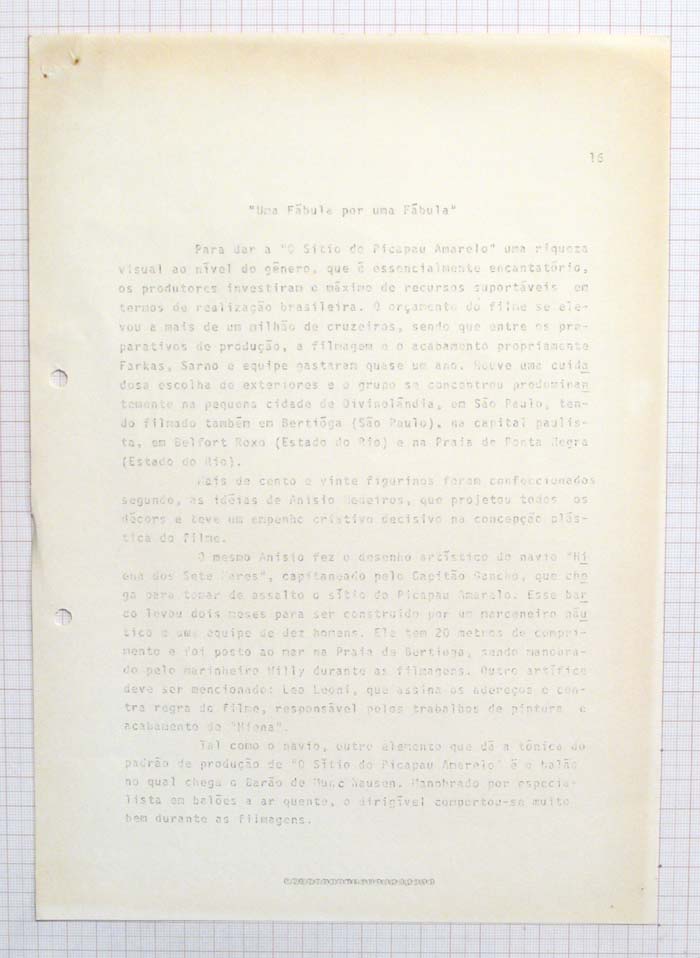 16
"Uma Fábula por uma Fábula"
Para dar a "O Sítio do Picapau Amarelo" uma riqueza
visual ao nível do gênero, que é essencialmente encantatório,
os produtores investiram o máximo de recursos suportáveis em
termos de realização brasileira. O orçamento do filme se ele-
vou a mais de um milhão de cruzeiros, sendo que entre os pre-
parativos de produção, a filmagem e o acabamento propriamente
Farkas, Sarno e equipe gastaram quase um ano. Houve uma cuida
dosa escolha de exteriores e o grupo se concentrou predominan
temente na pequena cidade de Divinolândia, em São Paulo, ten-
do filmado também em Bertióga (São Paulo), na capital paulis-
ta, em Belfort Roxo (Estado do Rio) e na Praia de Ponta Negra
(Estado do Rio).
Mais de cento e vinte figurinos foram confeccionados
segundo, as idéias de Anísio Medeiros, que projetou todos os
décors e teve um empenho criativo decisivo na concepção plás-
tica do filme.
O mesmo Anísio fez o desenho artístico do navio "Hi
ena dos Sete Mares", capitaneado pelo Capitão Gancho, que che
ga para tomar de assalto o sítio do Picapau Amarelo. Esse bar
co levou dois meses para ser construído por um marceneiro náu
tico e uma equipe de dez homens. Ele tem 20 metros de compri-
mento e foi posto ao mar na Praia de Bertioga, sendo manobra-
do pelo marinheiro Willy durante as filmagens. Outro artífice
deve ser mencionado: Leo Leoni, que assina os adereços e con-
tra regra do filme, responsável pelos trabalhos de pintura e
acabamento do "Hiena".
Tal como o navio, outro elemento que dá a tônica do
padrão de produção de "O Sítio do Picapau Amarelo" é o balão
no qual chega o Barão de Munc hausen. Manobrado por especia-
lista em balões a ar quente, o dirigível comportou-se muito
bem durante as filmagens.